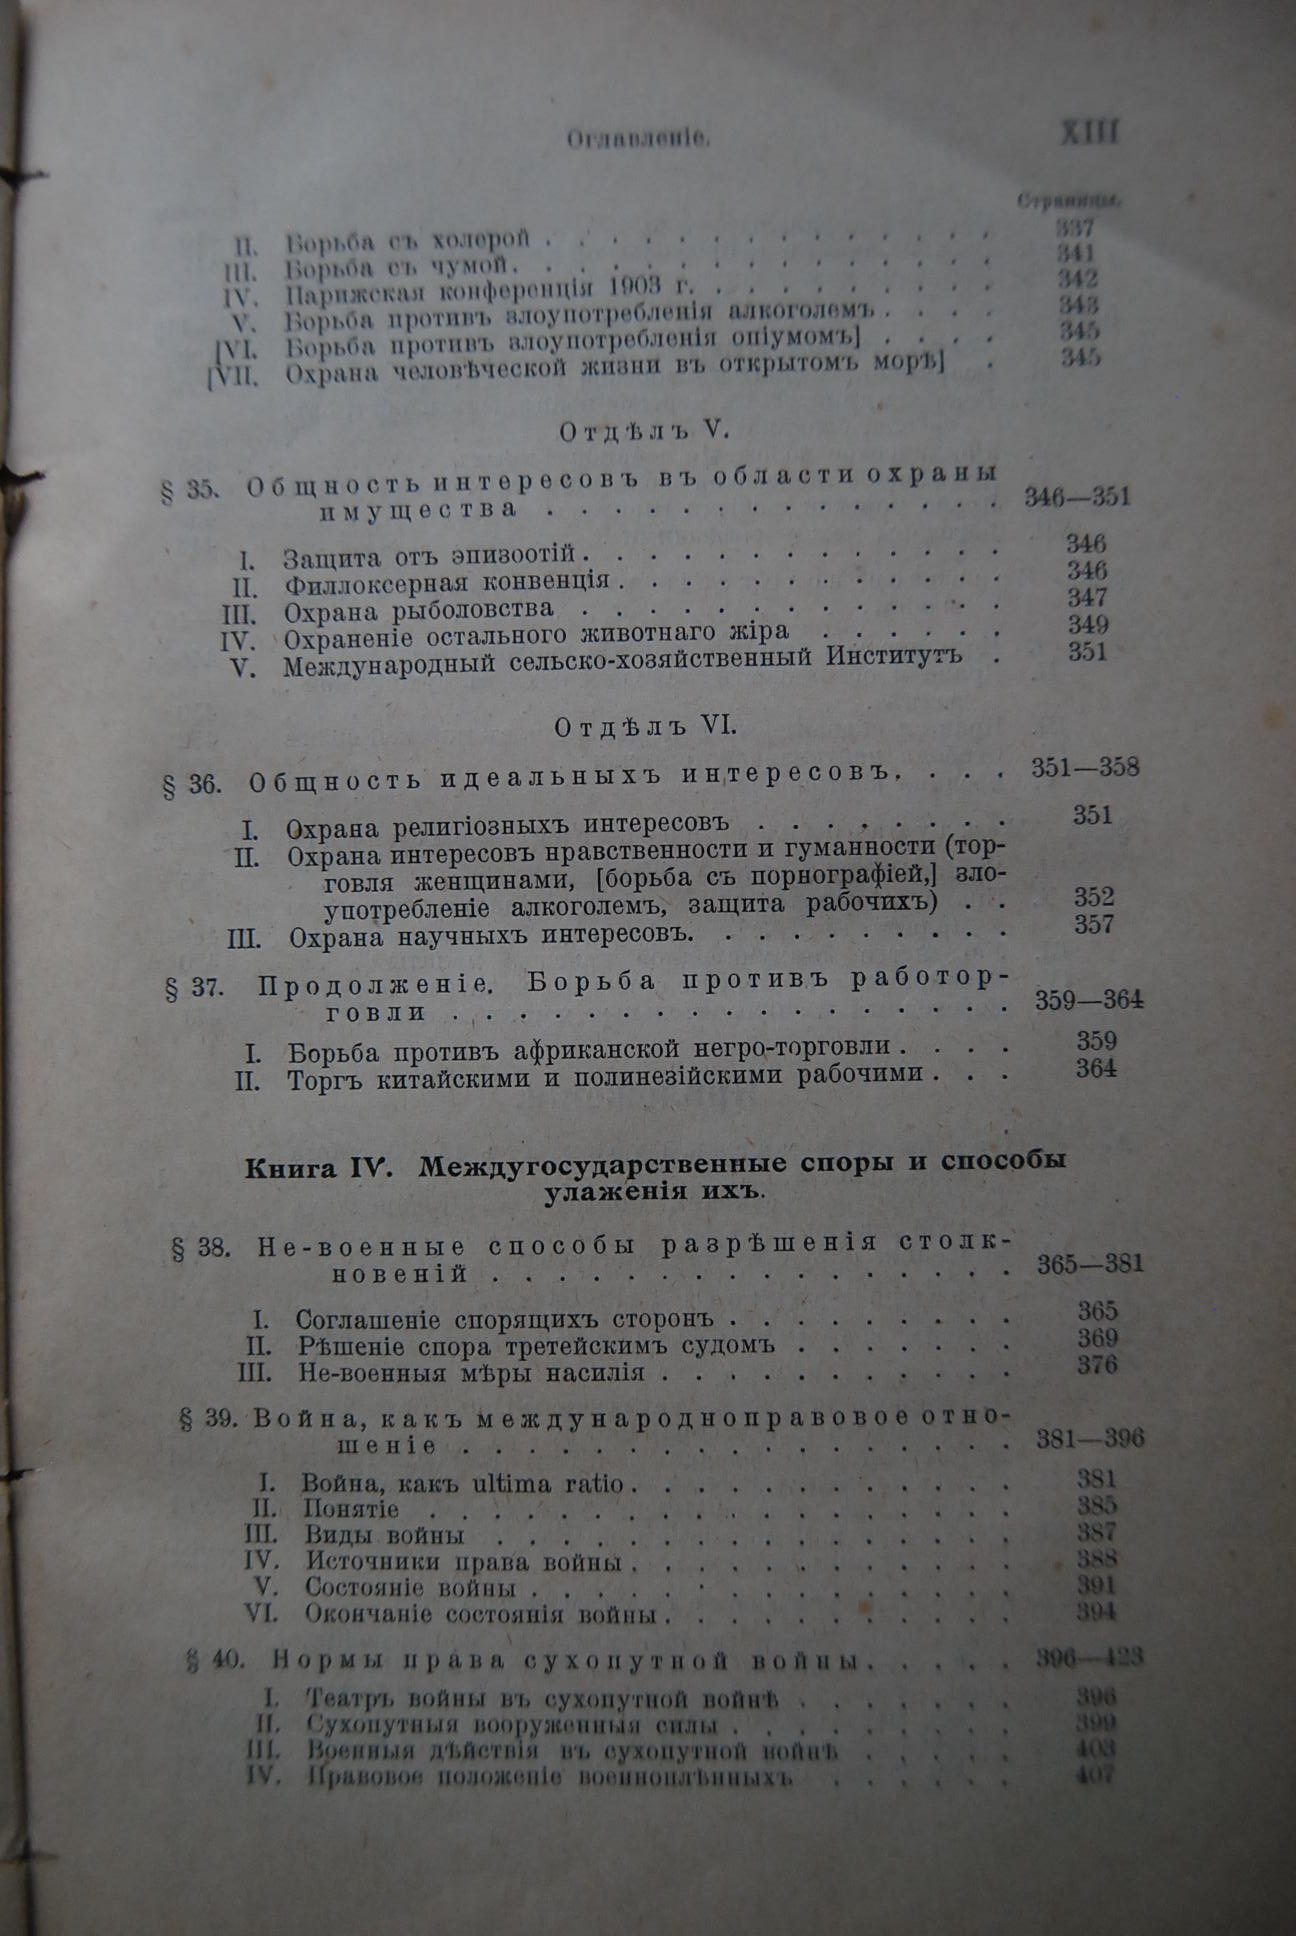 Оглавленіе. XIII
Страницы.
II. Борьба съ холерой . . . . . . . . . . . . . . 337
III. Борьба съ чумой. . . . . . . . . . . . . . . 341
IV. Парижская конференція 1903 г. . . . . . . . . . 342
V. Борьба противъ злоупотребленія алкоголемъ . . . . 343
[VI. Борьба противъ злоупотребленія опіумомъ] . . . . 345
[VII. Охрана человѣческой жизни въ открытомъ морѣ] . 345
Отдѣлъ V.
§ 35. Общность интересовъ въ области охраны
имущества . . . . . . . . . . . . . . 346—351
I. Защита отъ эпизоотій . . . . . . . . . . . . . 346
II. Филлоксерная конвенція . . . . . . . . . . . . 346
III. Охрана рыболовства . . . . . . . . . . . . . 347
IV. Охраненіе остального животнаго жіра . . . . . . 349
V. Международный сельско-хозяйственный Институтъ . 351
Отдѣлъ VI.
§ 36. Общность идеальныхъ интересовъ. . . . 351—358
I. Охрана религіозныхъ интересовъ . . . . . . . . 351
II. Охрана интересовъ нравственности и гуманности (тор-
говля женщинами, [борьба съ порнографіей,] зло-
употребленіе алкоголемъ, защита рабочихъ) . . 352
III. Охрана научныхъ интересовъ. . . . . . . . . . 357
§ 37. Продолженіе. Борьба противъ работор-
говли . . . . . . . . . . . . . . . . . 359—364
I. Борьба противъ африканской негро-торговли . . . . 359
II. Торгъ китайскими и полинезійскими рабочими . . . 364
Книга IV. Междугосударственные споры и способы
улаженія ихъ.
§ 38. Не-военные способы разрѣшенія столк-
новеній . . . . . . . . . . . . . . . . 365—381
I. Соглашеніе спорящихъ сторонъ . . . . . . . . . 365
II. Рѣшеніе спора третейскимъ судомъ . . . . . . . 369
III. Не-военныя мѣры насилія . . . . . . . . . . . 376
§ 39. Война, какъ международноправовое отно-
шеніе . . . . . . . . . . . . . . . . . 381—396
I. Война, какъ ultima ratio . . . . . . . . . . . . 381
II. Понятіе . . . . . . . . . . . . . . . . . . 385
III. Виды войны . . . . . . . . . . . . . . . . 387
IV. Источники права войны . . . . . . . . . . . . 388
V. Состояніе войны . . . . . . . . . . . . . . . 391
VI. Окончаніе состоянія войны . . . . . . . . . . . 394
§ 40. Нормы права сухопутной войны. . . . . 396—423
I. Театръ войны въ сухопутной войнѣ . . . . . . . 396
II. Сухопутныя вооруженныя силы . . . . . . . . . 399
III. Военныя дѣйствія въ сухопутной войнѣ . . . . . 403
IV. Правовое положеніе военноплѣнныхъ . . . . . . 407